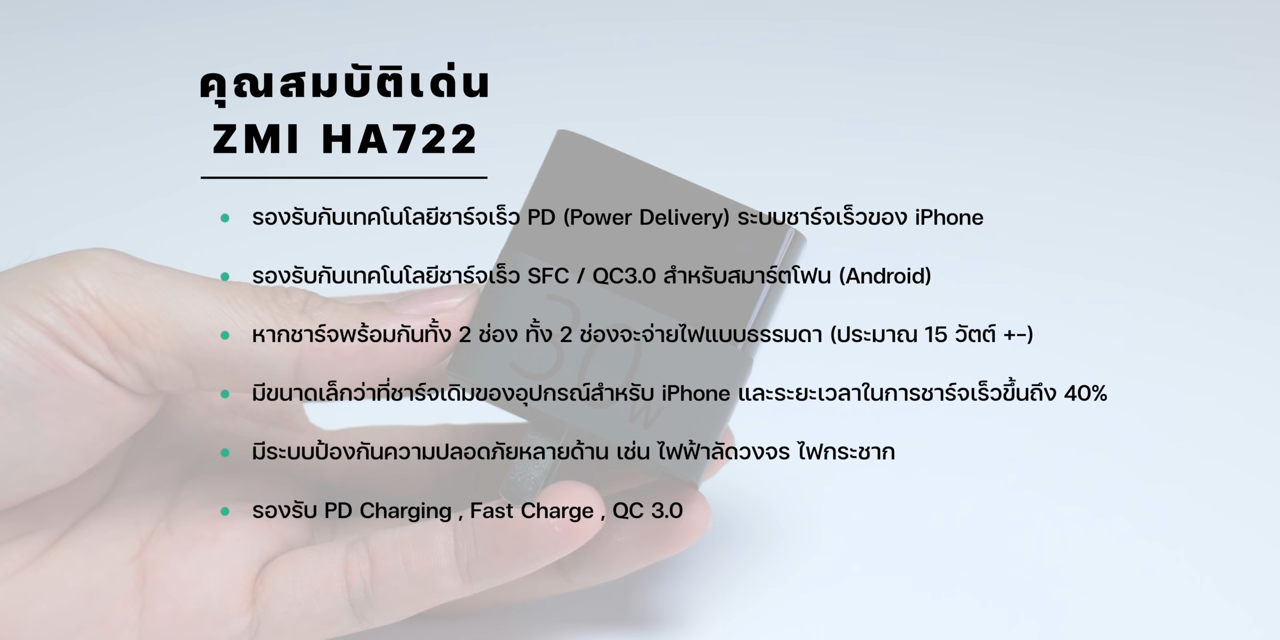 คุณสมบัติเด่น
ZMI HA722
รองรับกับเทคโนโลยีชาร์จเร็ว PD (Power Delivery) ระบบชาร์จเร็วของ iPhone
รองรับกับเทคโนโลยีชาร์จเร็ว SFC / QC3.0 สำหรับสมาร์ตโฟน (Android)
หากชาร์จพร้อมกันทั้ง 2 ช่อง ทั้ง 2 ช่องจะจ่ายไฟแบบธรรมดา (ประมาณ 15 วัตต์ +-)
มีขนาดเล็กว่าที่ชาร์จเดิมของอุปกรณ์สำหรับ iPhone และระยะเวลาในการชาร์จเร็วขึ้นถึง 40%
มีระบบป้องกันความปลอดภัยหลายด้าน เช่น ไฟฟ้าลัดวงจร ไฟกระชาก
รองรับ PD Charging , Fast Charge , QC 3.0
30W